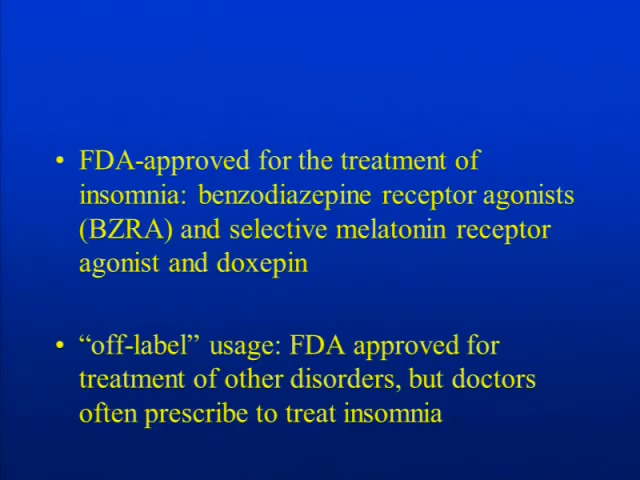 • FDA-approved for the treatment of
insomnia: benzodiazepine receptor agonists
(BZRA) and selective melatonin receptor
agonist and doxepin
• “off-label” usage: FDA approved for
treatment of other disorders, but doctors
often prescribe to treat insomnia